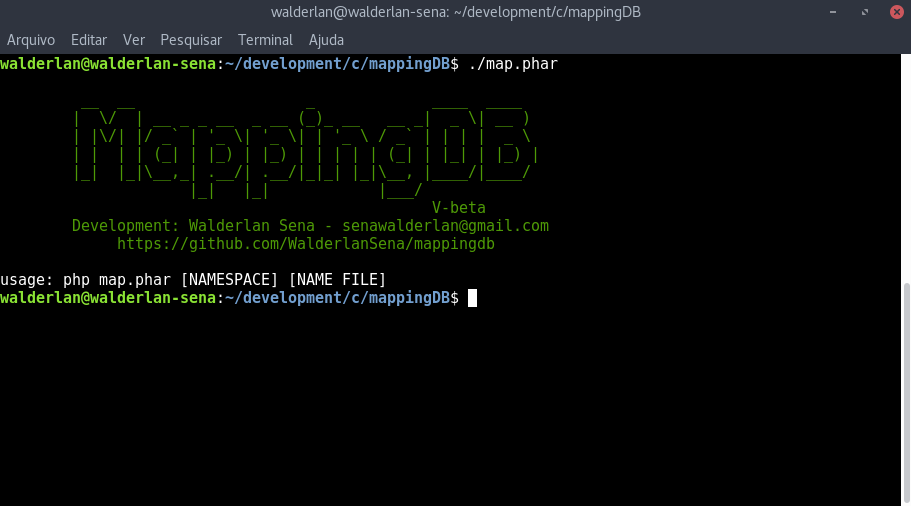 walderlan@walderlan-sena: ~/development/c/mappingDB
Arquivo Editar Ver Pesquisar Terminal Ajuda
walderlan@walderlan-sena:~/development/c/mappingDB$ ./map.phar
MappingDB
V-beta
Development: Walderlan Sena - senawalderlan@gmail.com
https://github.com/WalderlanSena/mappingdb
usage: php map.phar [NAMESPACE] [NAME FILE]
walderlan@walderlan-sena:~/development/c/mappingDB$